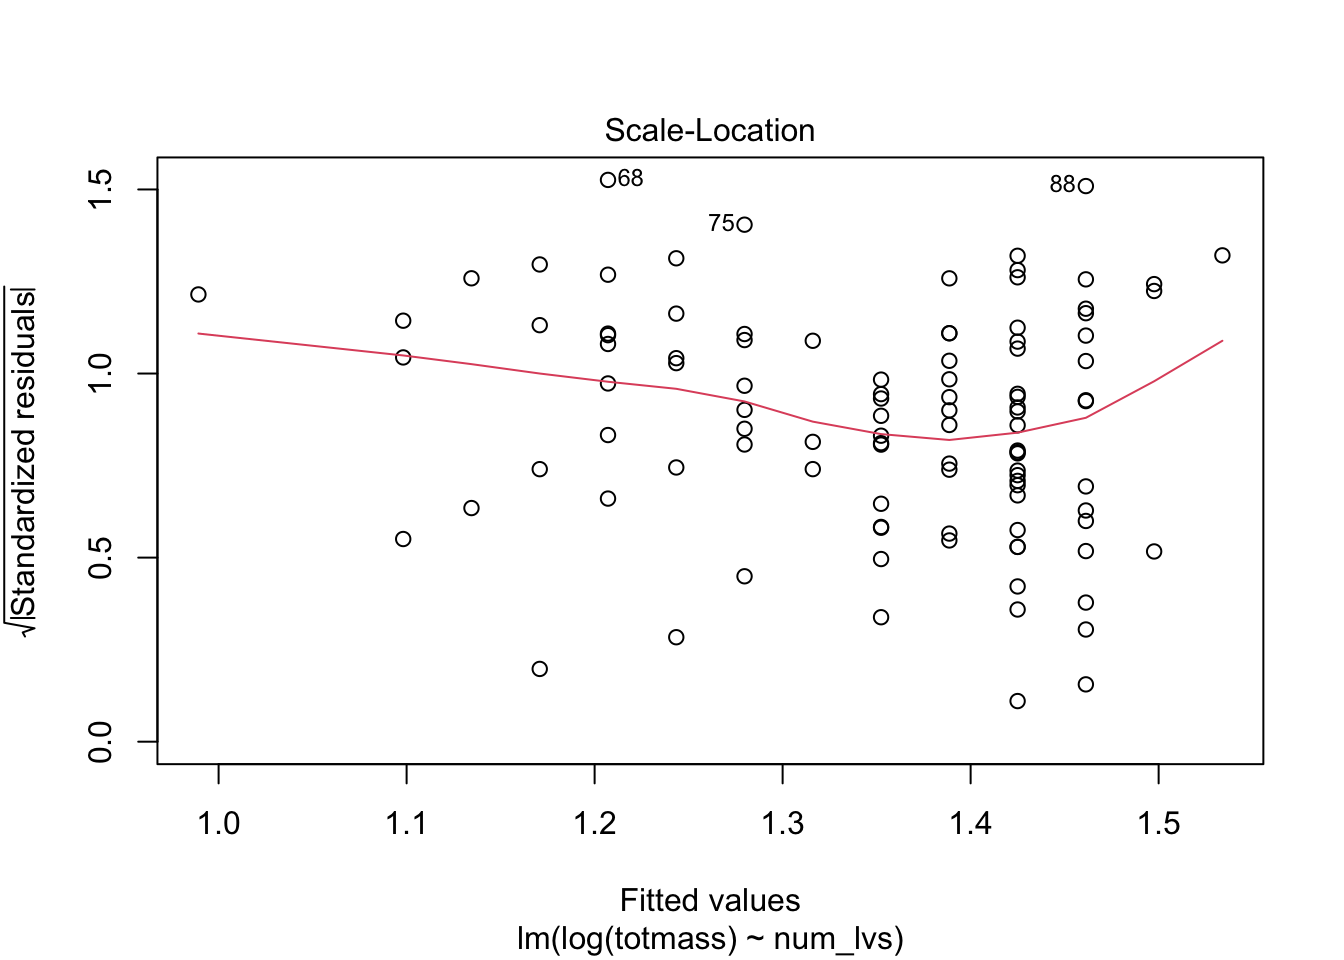 Scale-Location
√|Standardized residuals|
1.5
1.0
0.5
0.0
68
75
88
1.0 1.1 1.2 1.3 1.4 1.5
Fitted values
lm(log(totmass) ~ num_lvs)